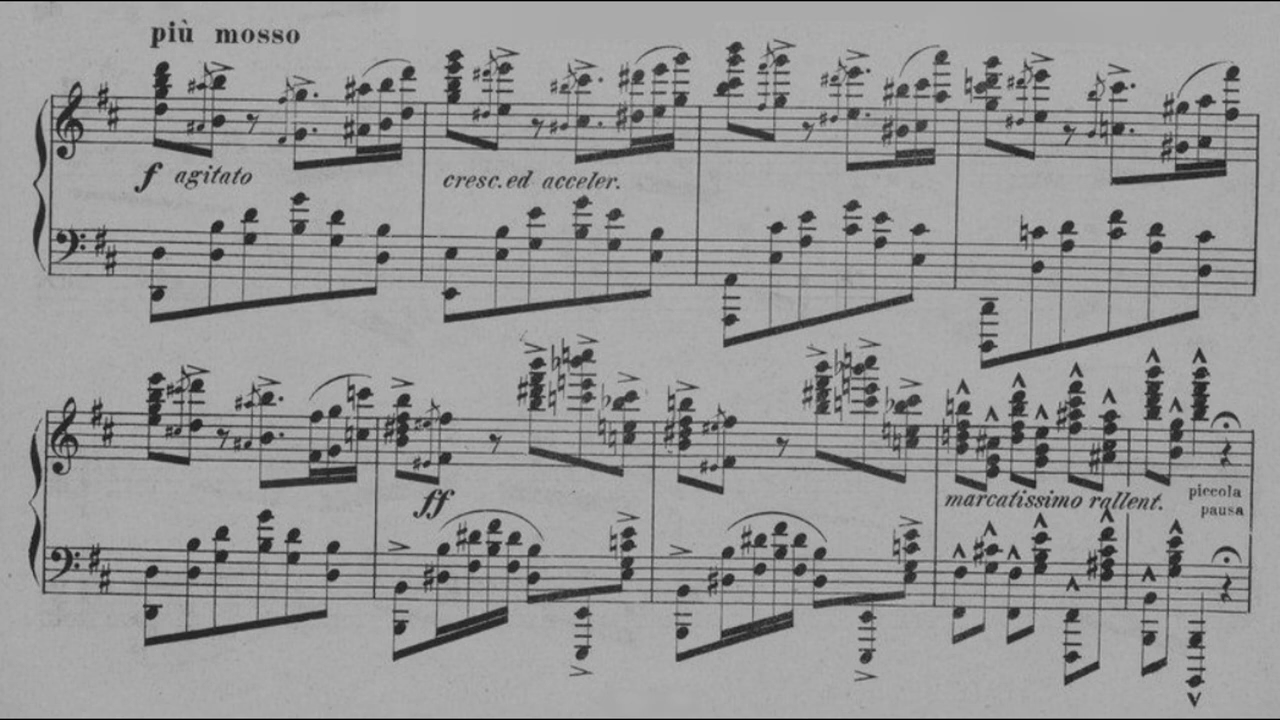 più mosso
f agitato
cresc. ed acceler.
ff
marcatissimo rallent.
piccola
pausa